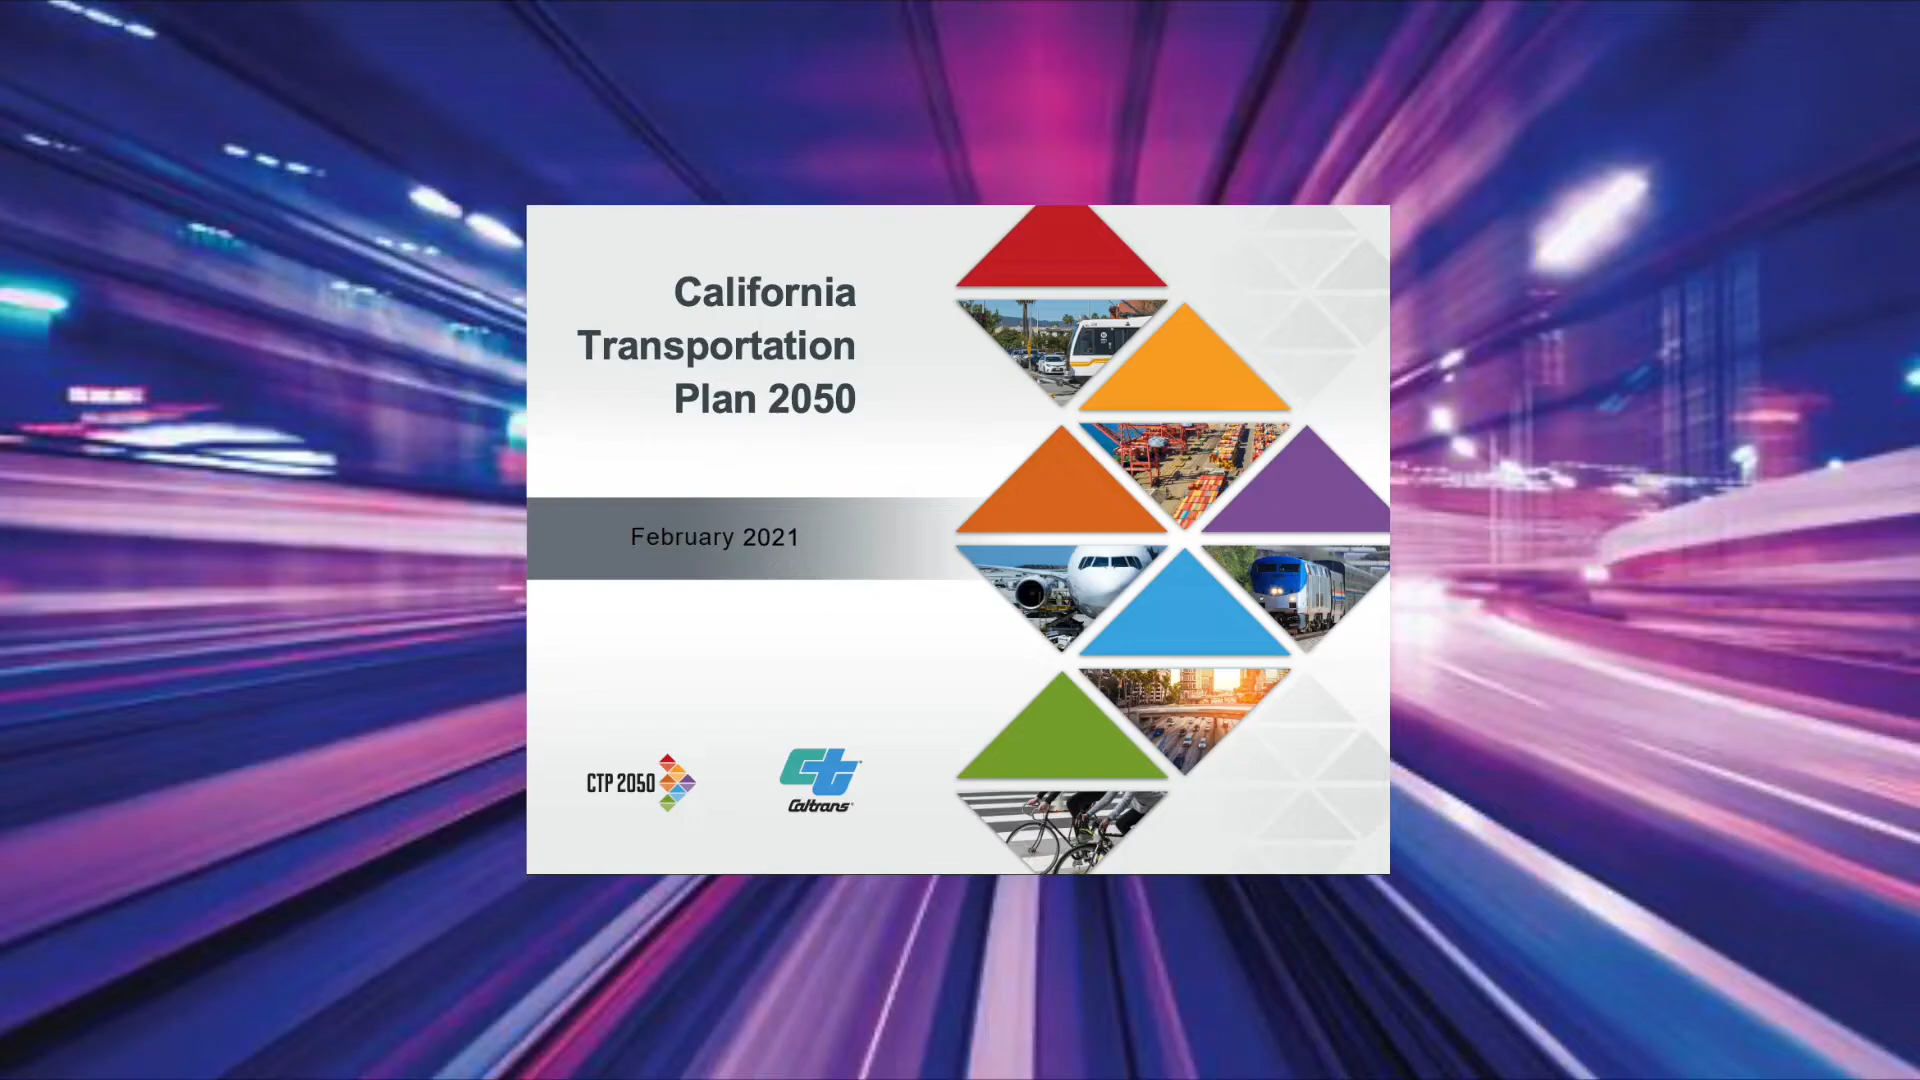 California
Transportation
Plan 2050
February 2021
CTP 2050
Caltrans